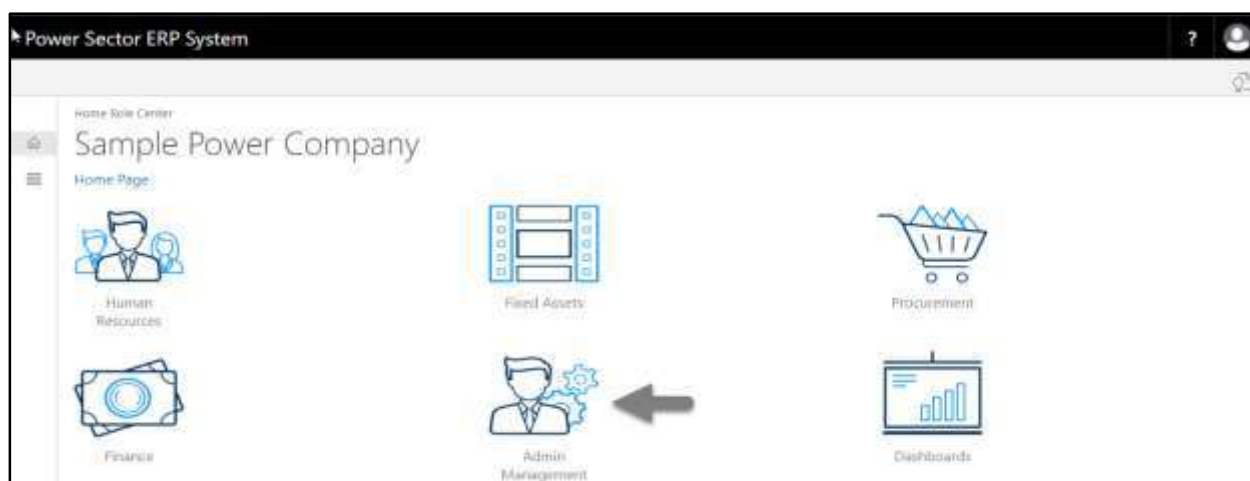 Power Sector ERP System
?
Home Role Center
Sample Power Company
Home Page
Human
Resources
Fixed Assets
Procurement
Finance
Admin
Management
Dashboards